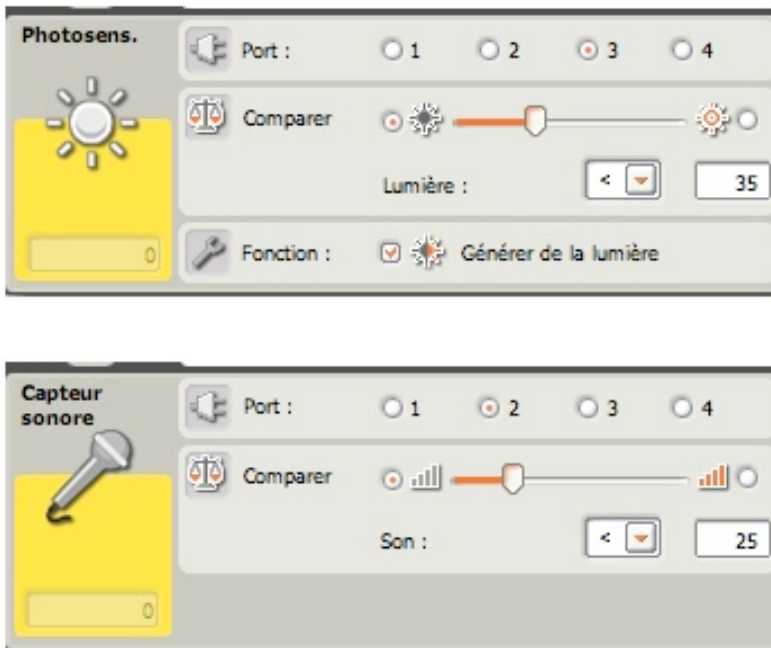 Photosens.
Port : 1 2 3 4
Comparer
Lumière : < 35
0
Fonction : Générer de la lumière
Capteur
sonore
Port : 1 2 3 4
Comparer
Son : < 25
0